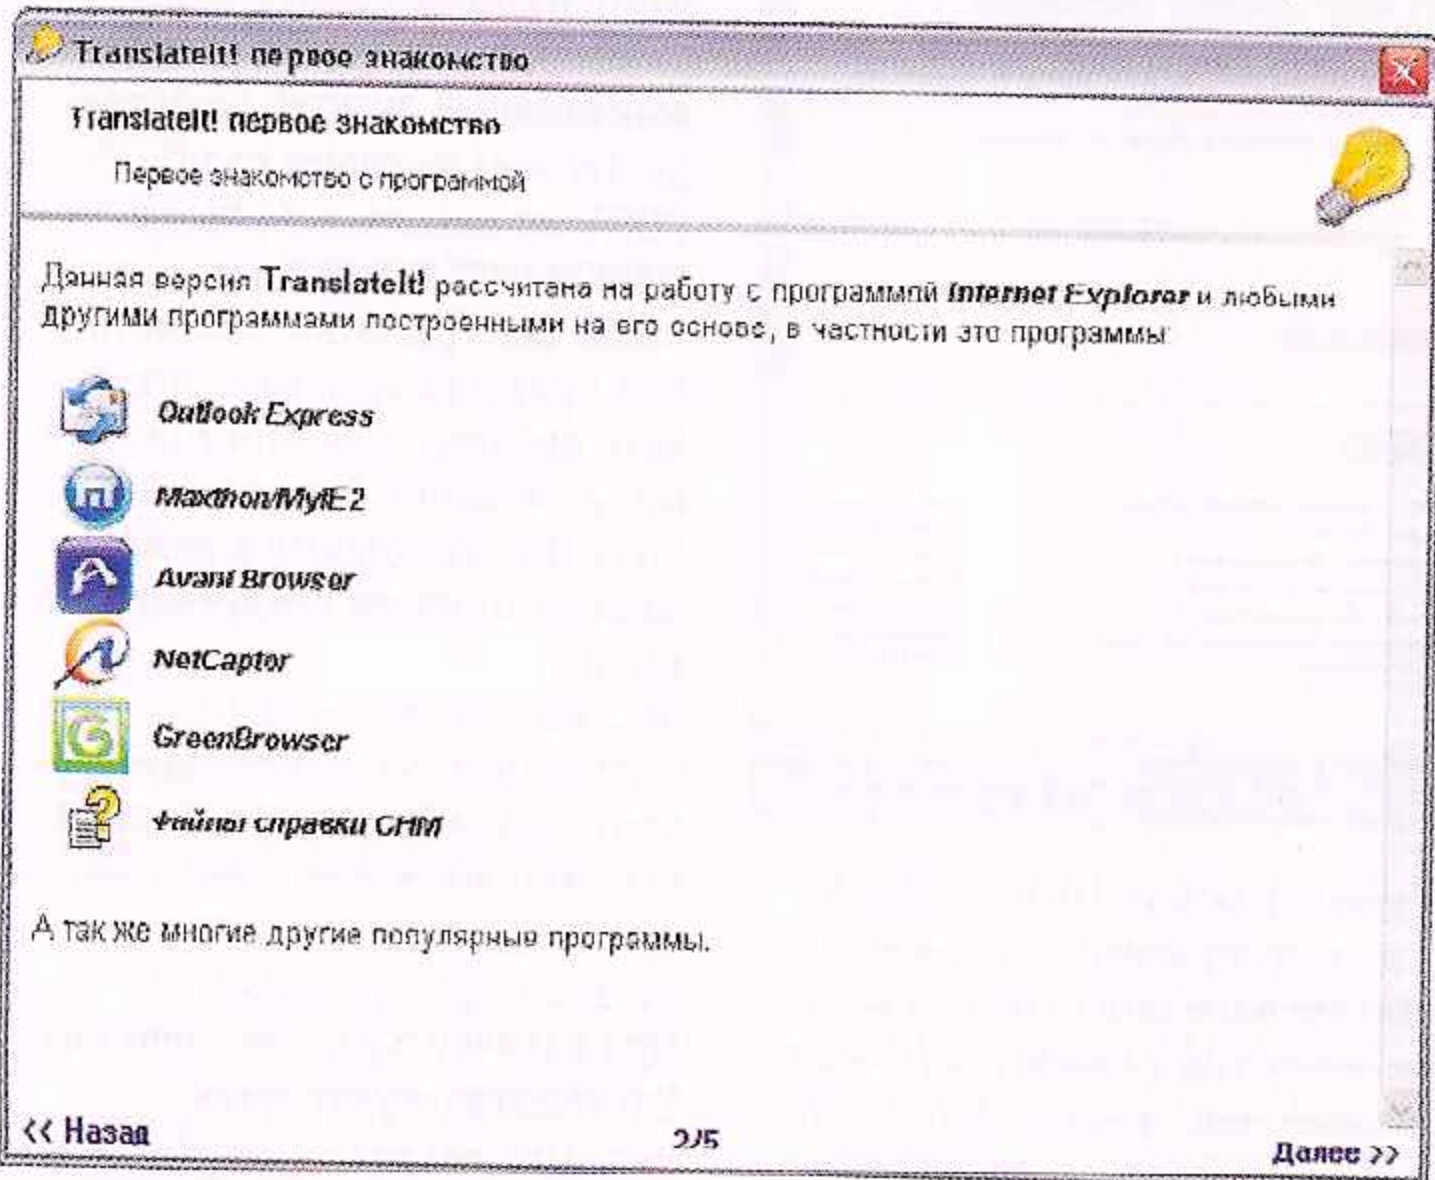 TranslateIt! первое знакомство
TranslateIt! первое знакомство
Первое знакомство с программой
Данная версия TranslateIt! рассчитана на работу с программой Internet Explorer и любыми
другими программами построенными на его основе, в частности это программы
Outlook Express
Maxthon/MyIE2
Avant Browser
NetCaptor
GreenBrowser
Файлы справки CHM
А так же многие другие популярные программы.
<< Назад
2/5
Далее >>